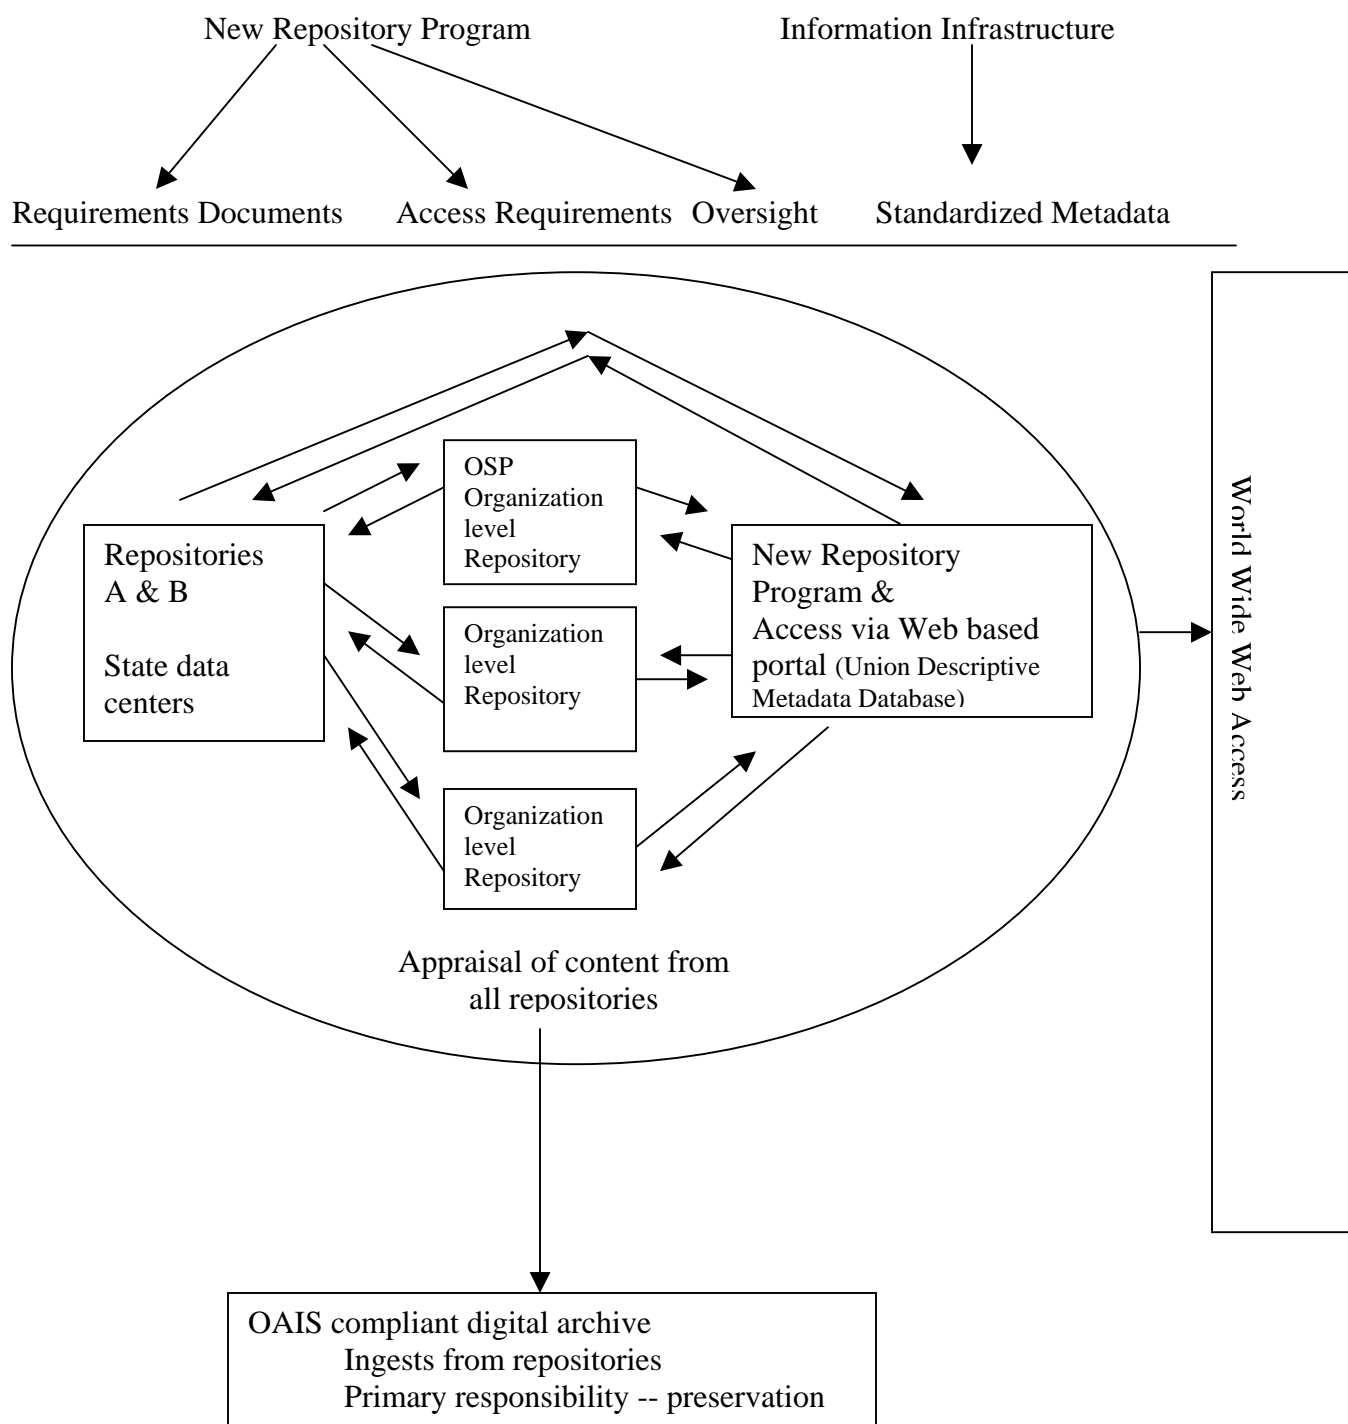 New Repository Program
Information Infrastructure
Requirements Documents
Access Requirements
Oversight
Standardized Metadata
OSP
Organization
level
Repository
Repositories
A & B
State data
centers
Organization
level
Repository
New Repository
Program &
Access via Web based
portal (Union Descriptive
Metadata Database)
Organization
level
Repository
World Wide Web Access
Appraisal of content from
all repositories
OAIS compliant digital archive
Ingests from repositories
Primary responsibility -- preservation